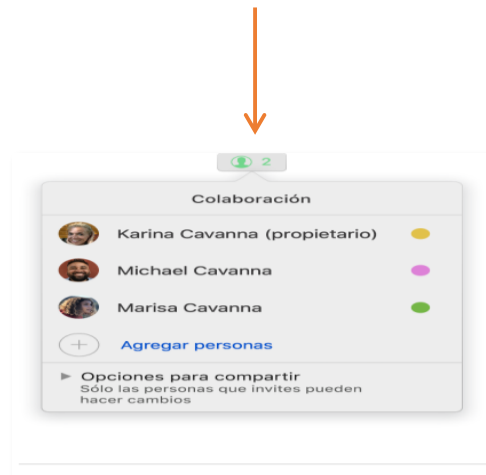 2
Colaboración
Karina Cavanna (propietario)
Michael Cavanna
Marisa Cavanna
Agregar personas
Opciones para compartir
Sólo las personas que invites pueden
hacer cambios